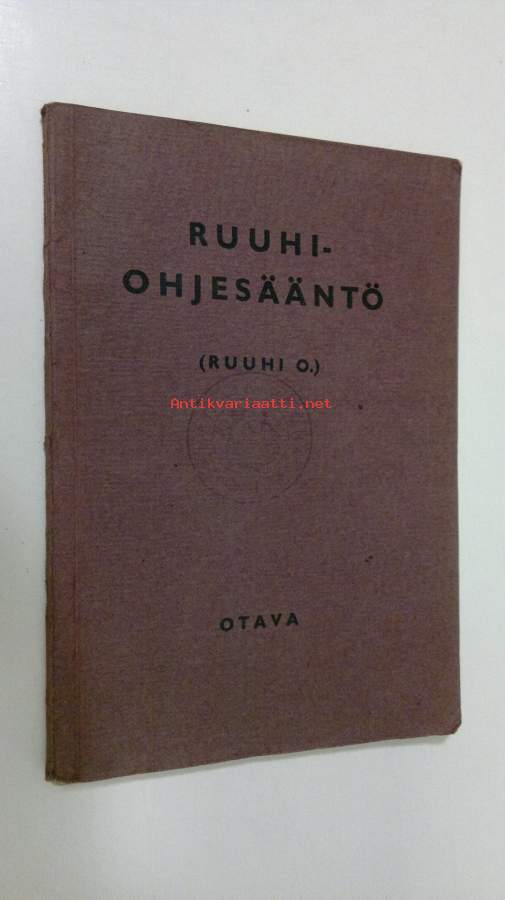 RUUHI-
OHJESÄÄNTÖ
(RUUHI O.)
Antikvariaatti.net
OTAVA